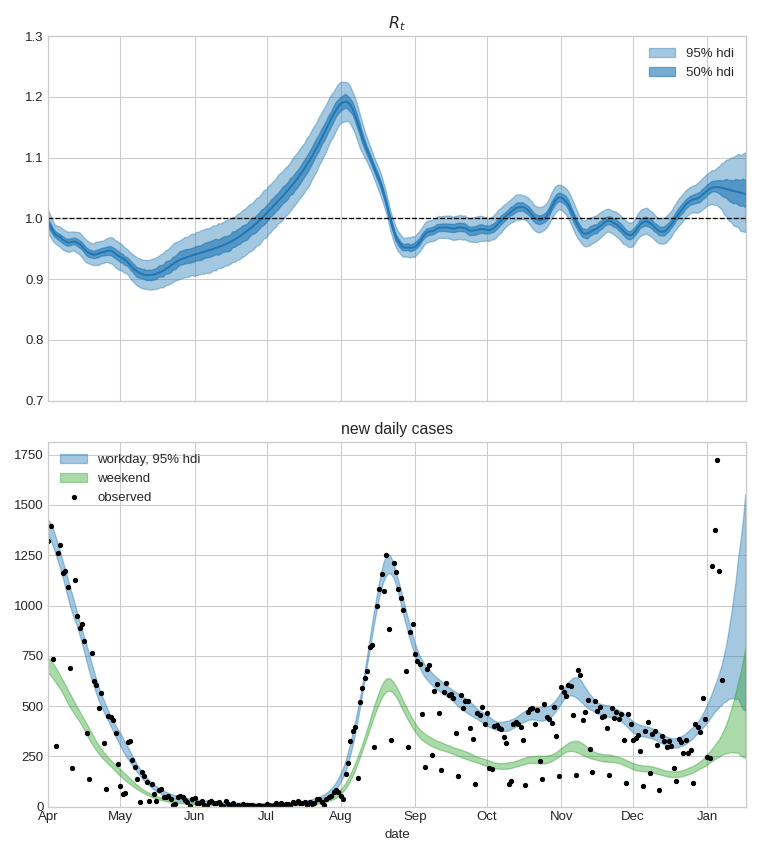 R_t
1.3
95% hdi
50% hdi
1.2
1.1
1.0
0.9
0.8
0.7
new daily cases
1750
workday, 95% hdi
weekend
observed
1500
1250
1000
750
500
250
0
Apr May Jun Jul Aug Sep Oct Nov Dec Jan
date